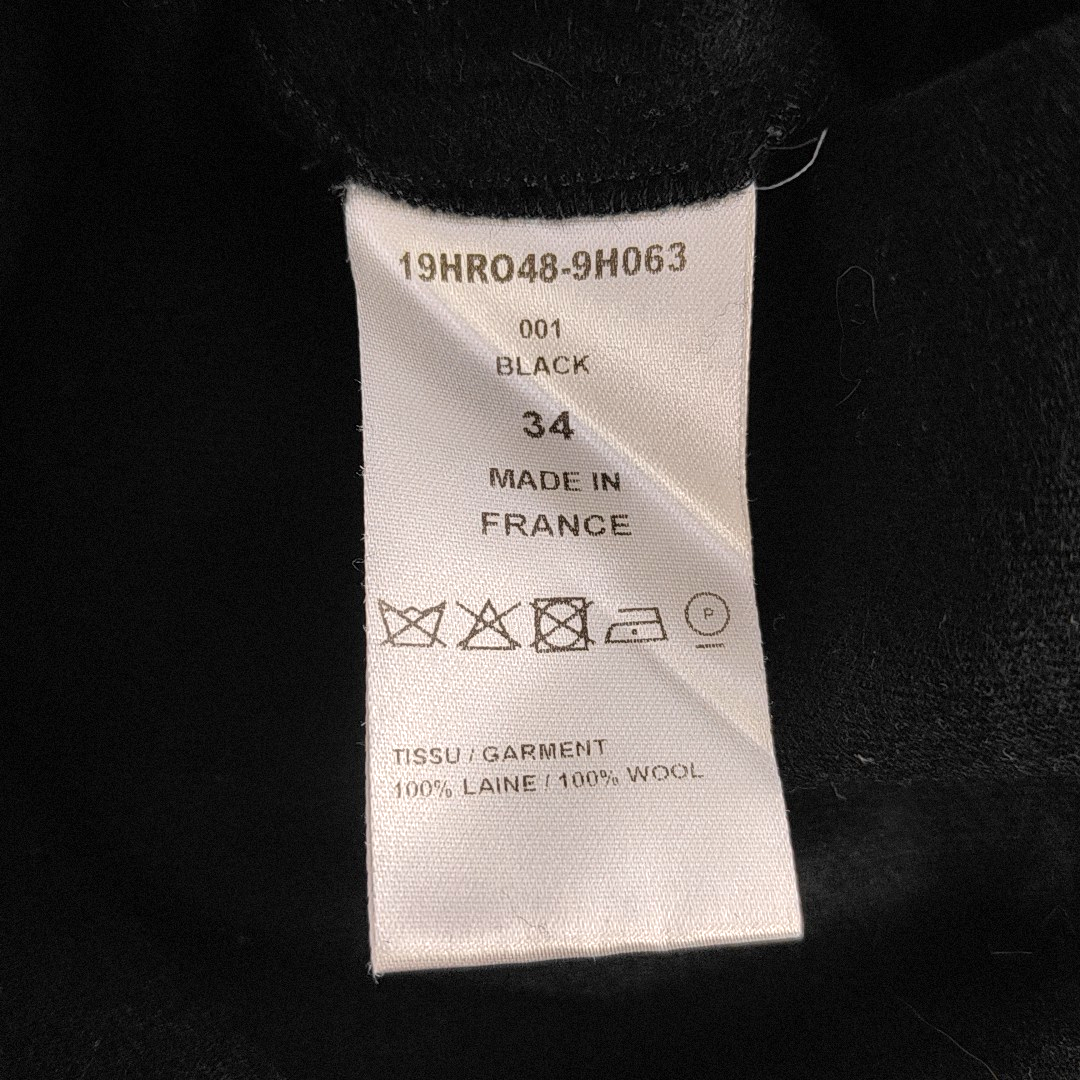 19HRO48-9H063
001
BLACK
34
MADE IN
FRANCE
P
TISSU / GARMENT
100% LAINE / 100% WOOL